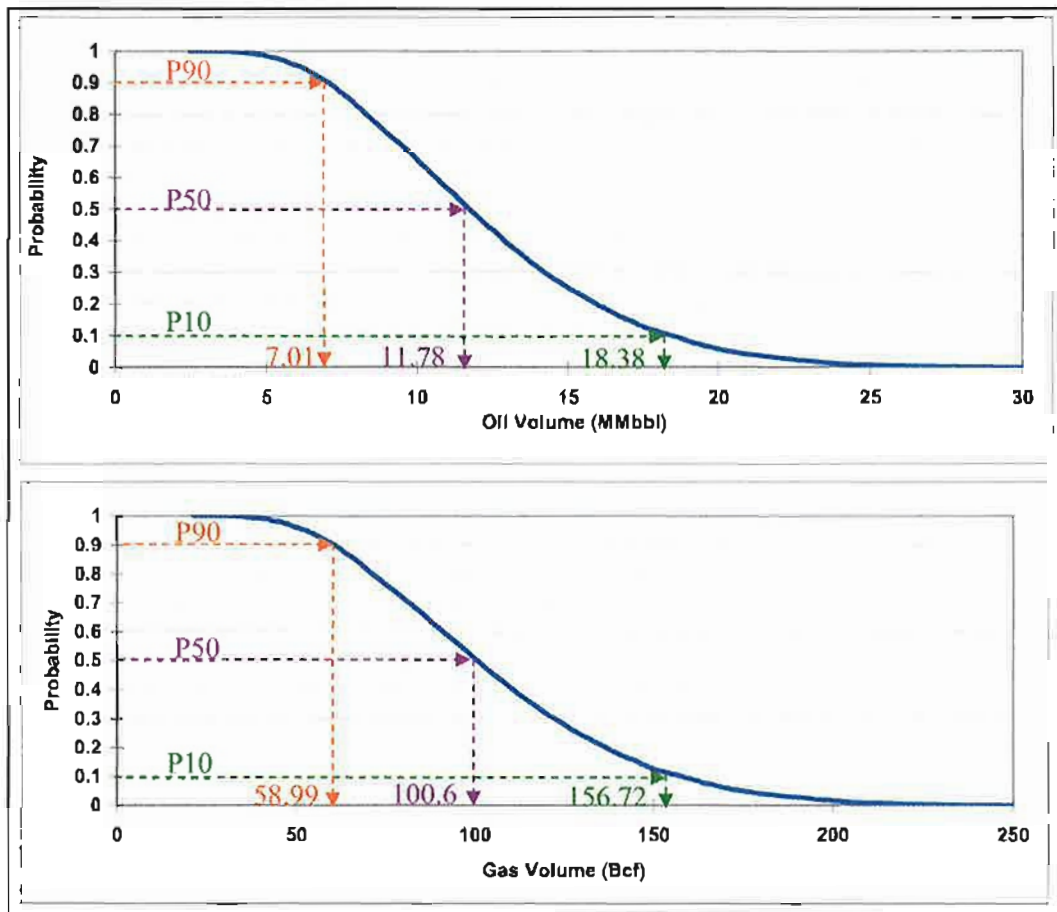 1
P90
0.9
0.8
0.7
0.6
P50
0.5
0.4
0.3
0.2
P10
0.1
7.01 11.78 18.38
0
0 5 10 15 20 25 30
Probability
Oil Volume (MMbbl)
1
P90
0.9
0.8
0.7
0.6
P50
0.5
0.4
0.3
0.2
P10
0.1
58.99 100.6 156.72
0
0 50 100 150 200 250
Probability
Gas Volume (Bcf)